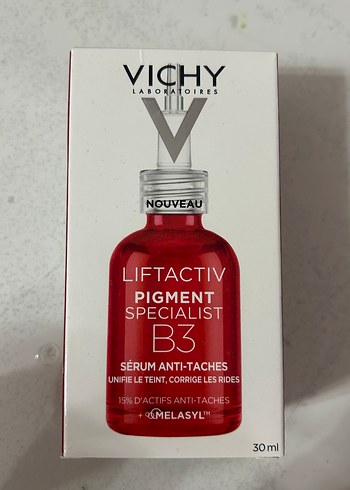 VICHY
LABORATOIRES
NOUVEAU
LIFTACTIV
PIGMENT
SPECIALIST
B3
SÉRUM ANTI-TACHES
UNIFIE LE TEINT, CORRIGE LES RIDES
15% D'ACTIFS ANTI-TACHES
+ MELASYL™
30 ml